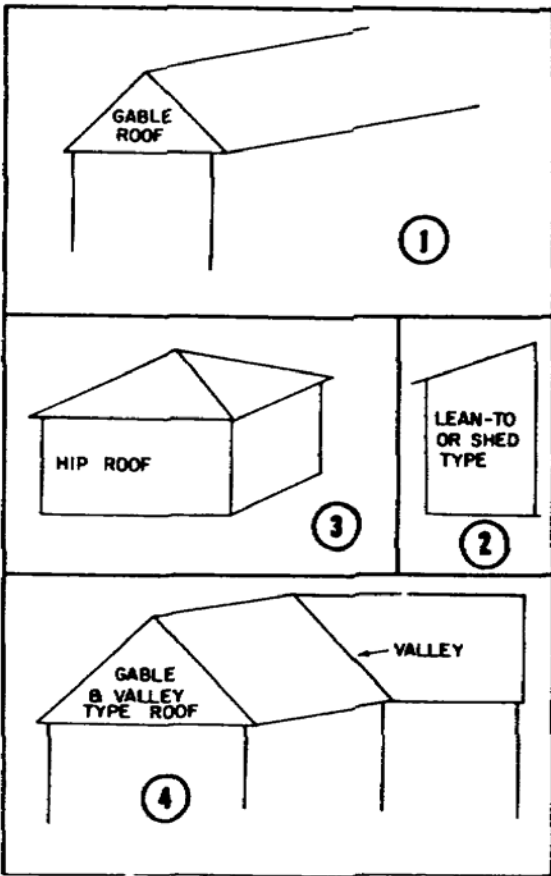 GABLE
ROOF
1
HIP ROOF
3
LEAN-TO
OR SHED
TYPE
2
VALLEY
GABLE
& VALLEY
TYPE ROOF
4